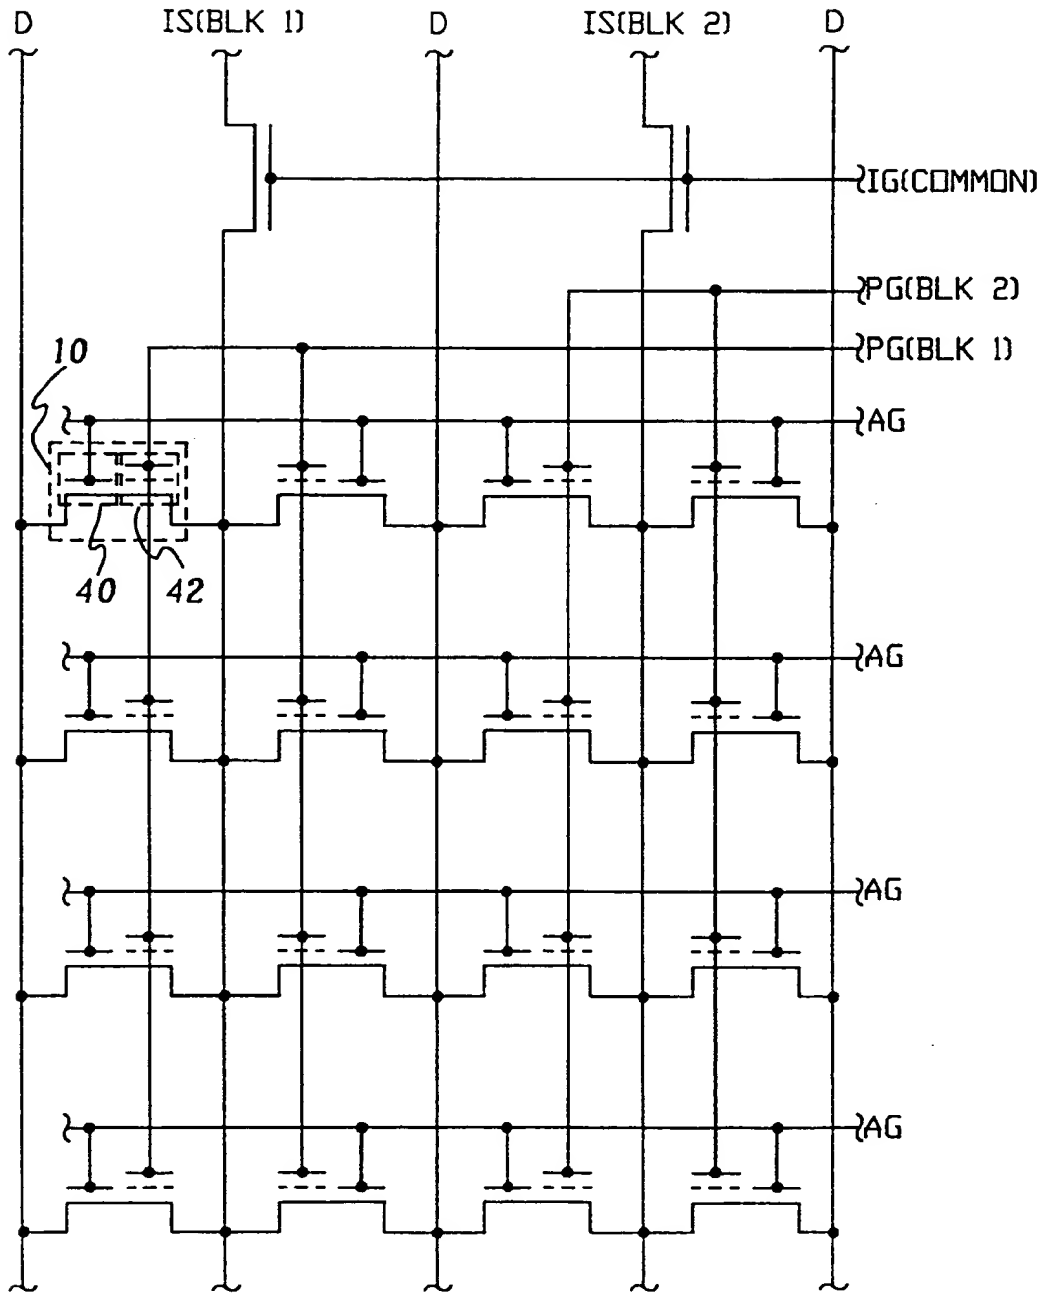 D IS(BLK 1) D IS(BLK 2) D
IG(COMMON)
PG(BLK 2)
PG(BLK 1)
10
AG
40 42
AG
AG
AG